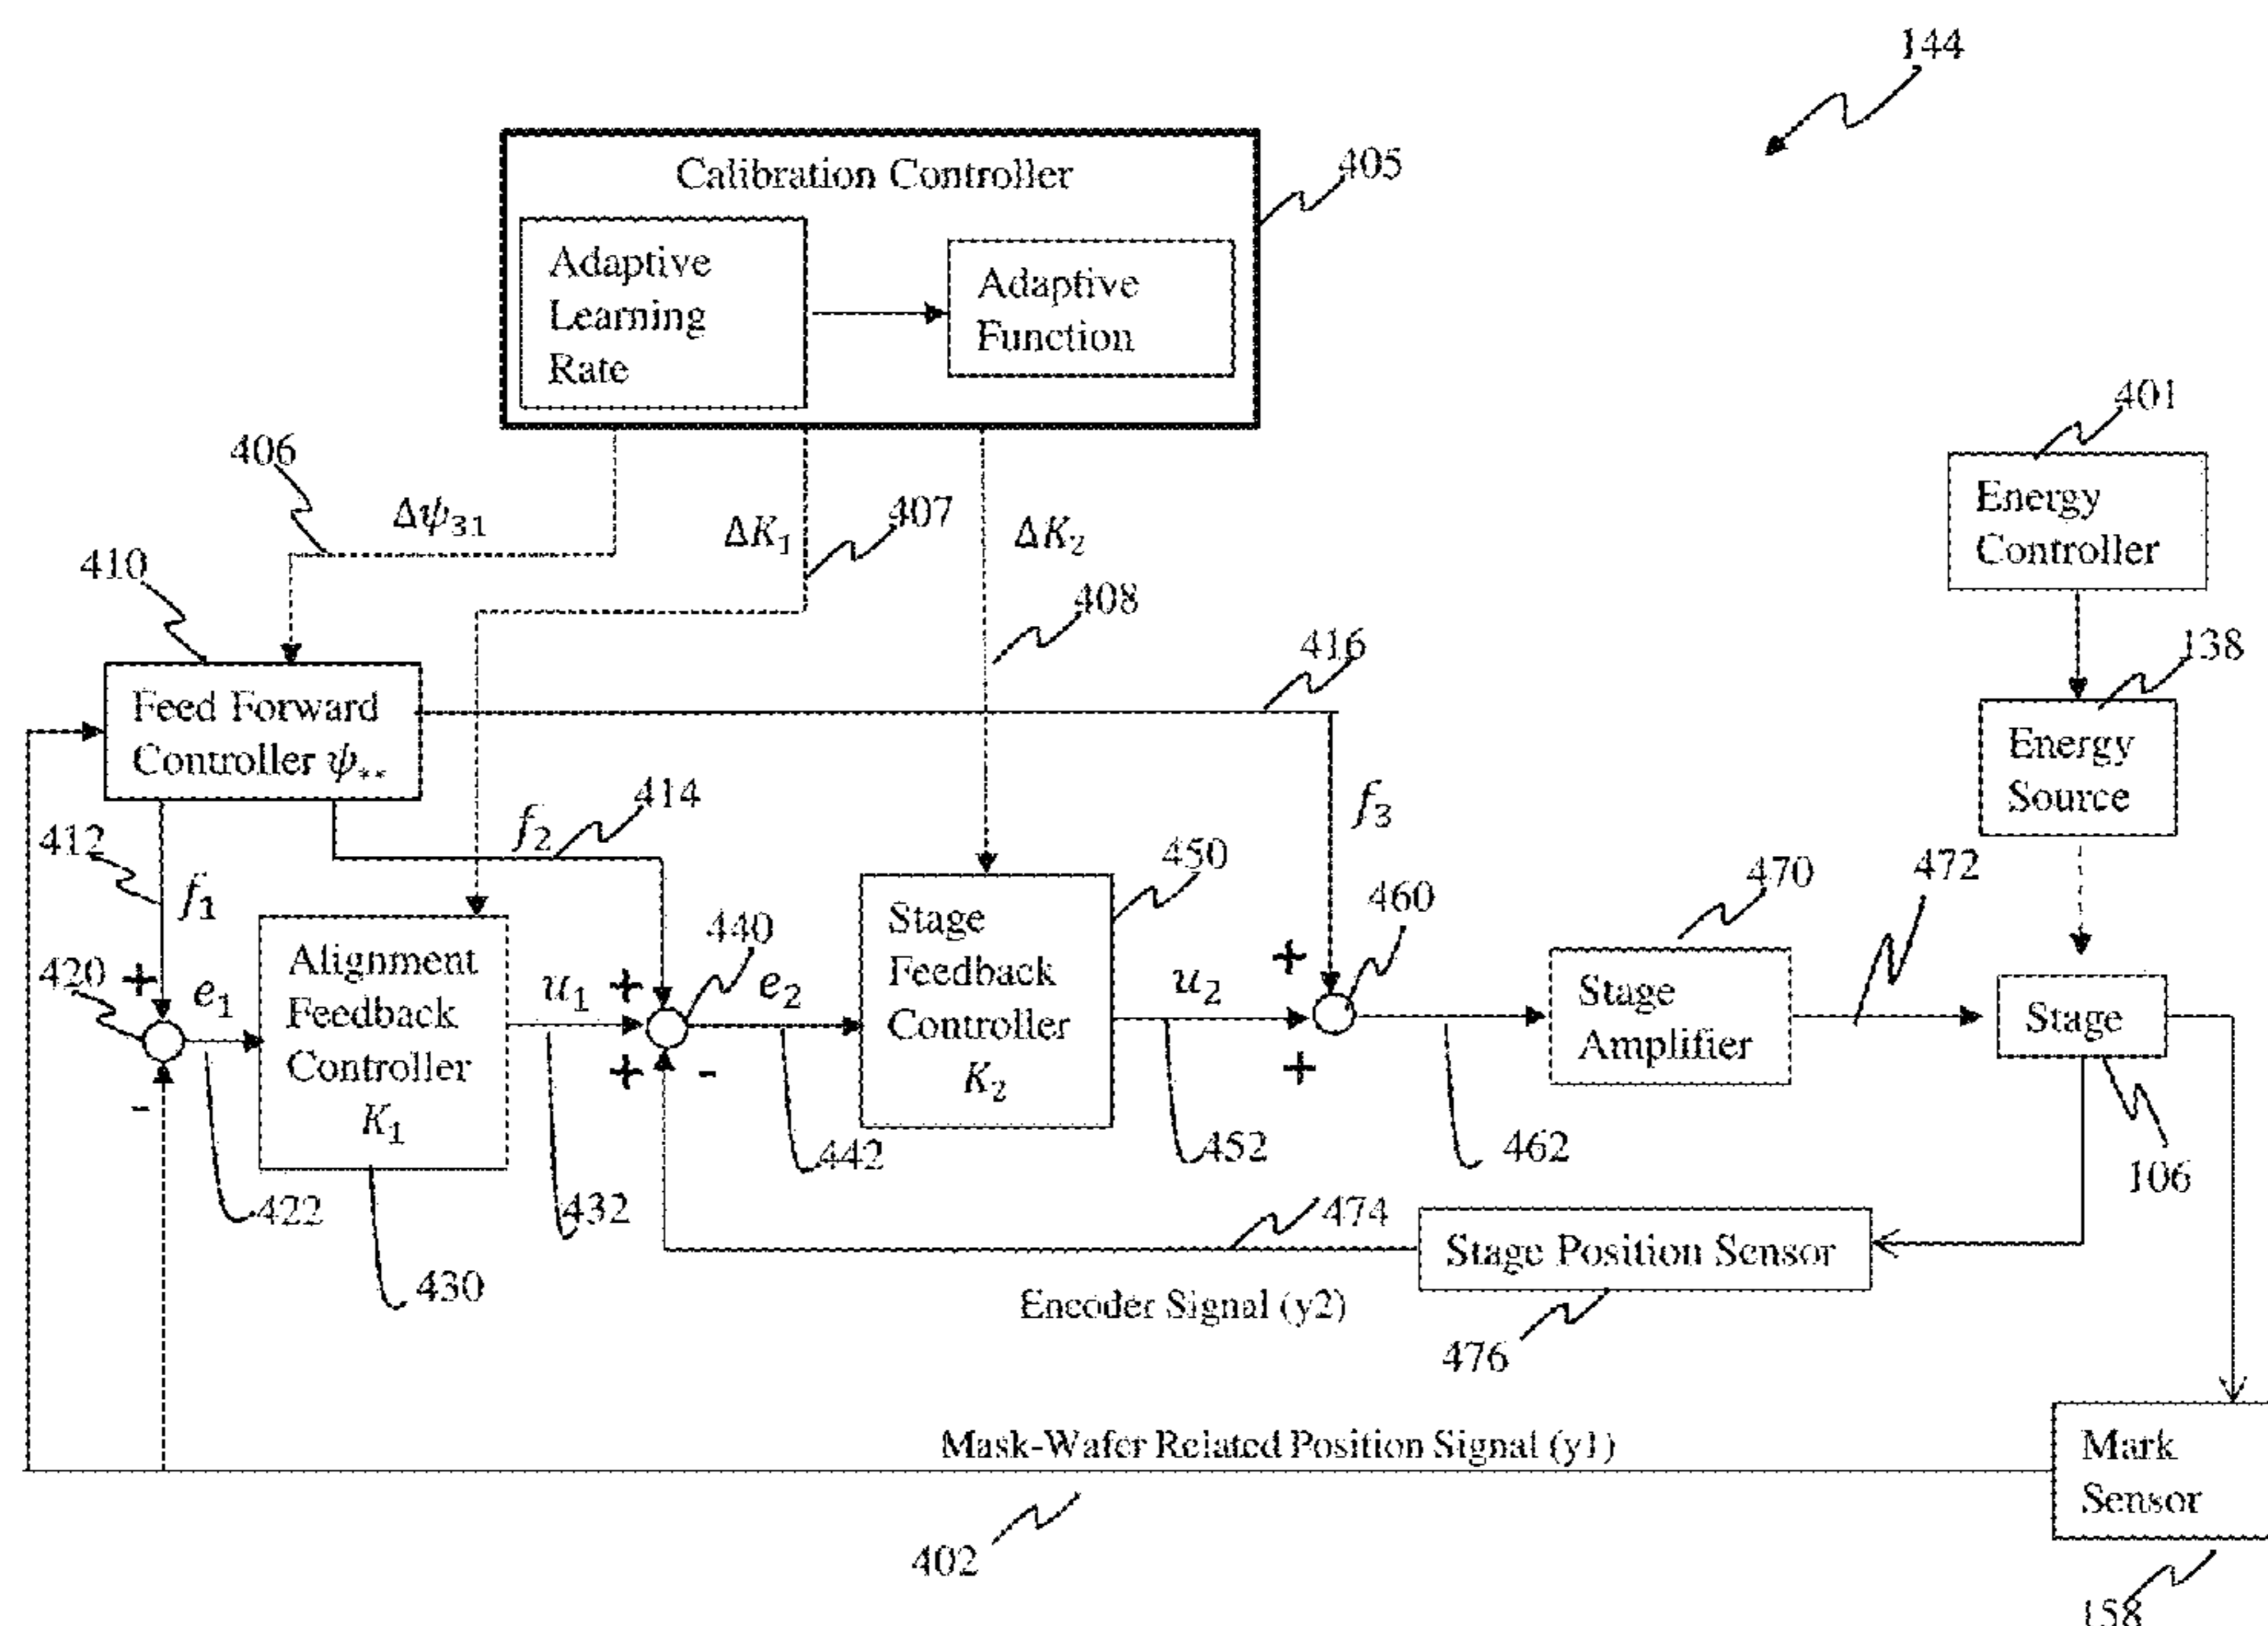 144
Calibration Controller
405
Adaptive
Learning
Rate
Adaptive
Function
401
Energy
Controller
406
Δψ₃₁
ΔK₁
407
ΔK₂
410
408
416
138
Feed Forward
Controller ψ**
Energy
Source
412
f₁
f₂
414
f₃
450
460
470
472
420
+
-
e₁
Alignment
Feedback
Controller
K₁
u₁
+
+
-
440
e₂
Stage
Feedback
Controller
K₂
u₂
+
+
Stage
Amplifier
Stage
422
432
442
452
462
106
430
474
Stage Position Sensor
Encoder Signal (y2)
476
Mask-Wafer Related Position Signal (y1)
402
Mark
Sensor
158